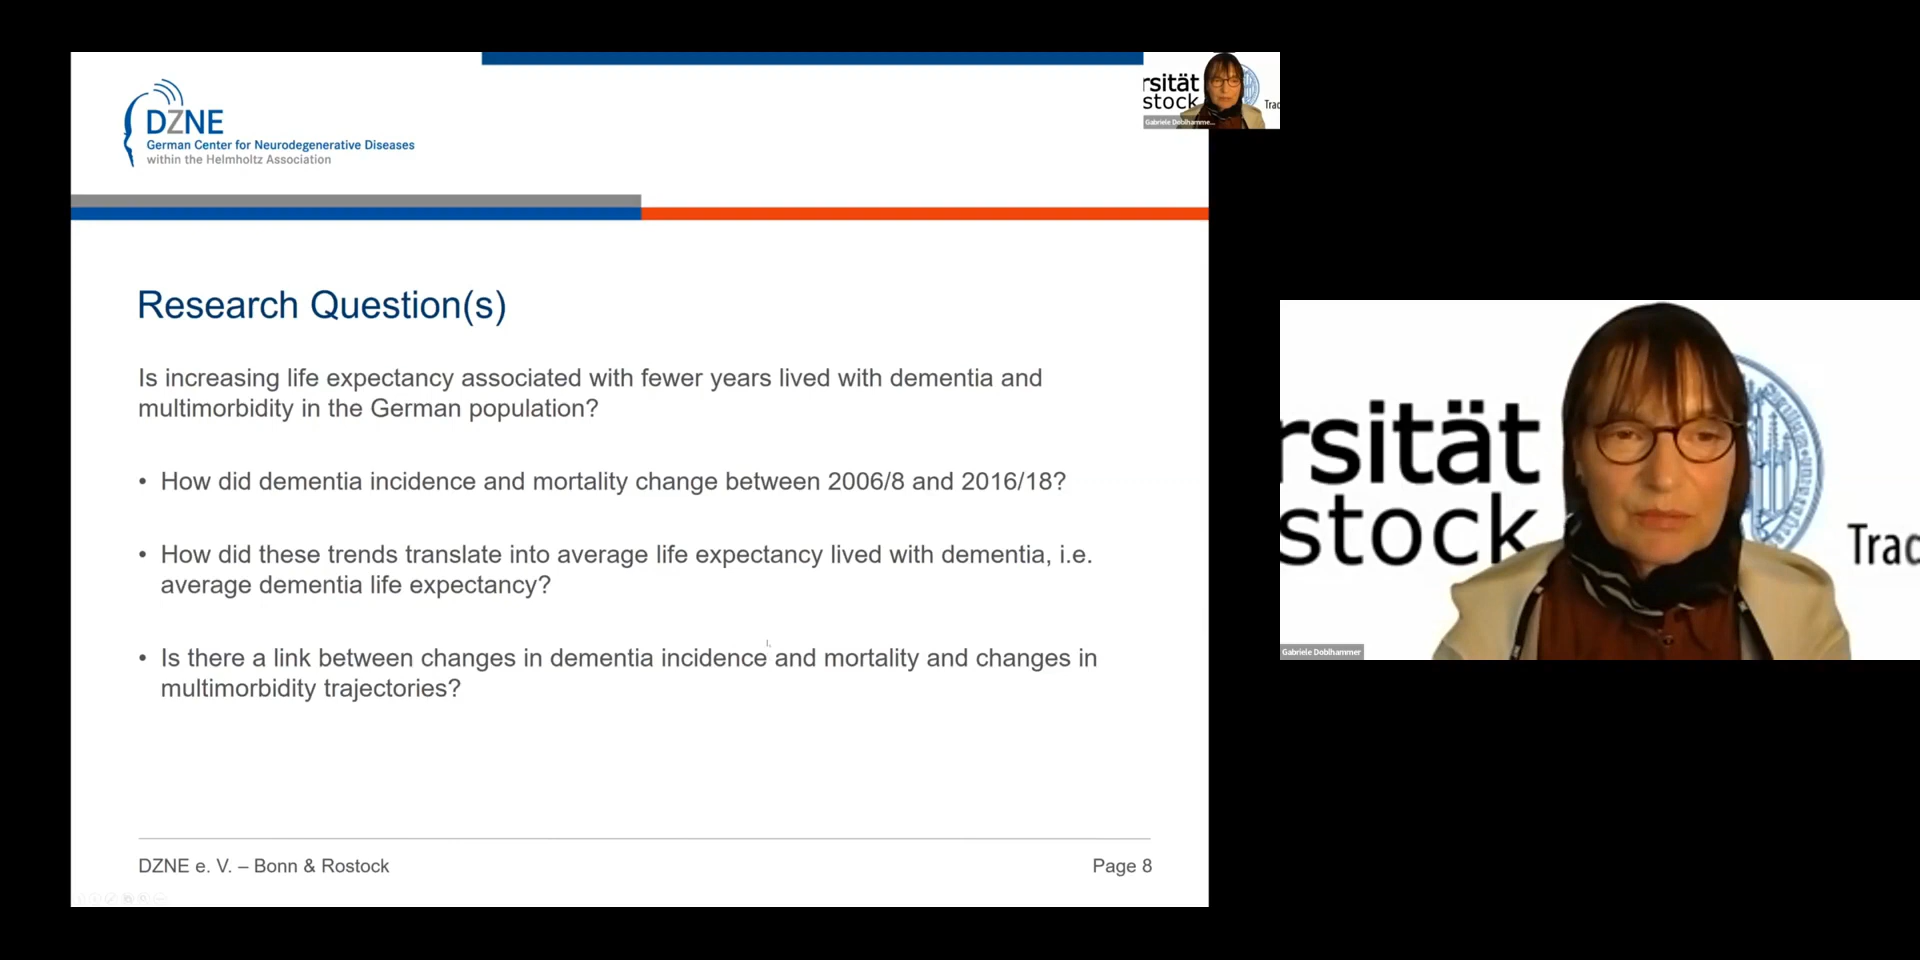 DZNE
German Center for Neurodegenerative Diseases
within the Helmholtz Association
rsität
stock
Trac
Gabriele Doblhamme...
Research Question(s)
Is increasing life expectancy associated with fewer years lived with dementia and
multimorbidity in the German population?
• How did dementia incidence and mortality change between 2006/8 and 2016/18?
• How did these trends translate into average life expectancy lived with dementia, i.e.
average dementia life expectancy?
• Is there a link between changes in dementia incidence and mortality and changes in
multimorbidity trajectories?
DZNE e. V. – Bonn & Rostock
Page 8
rsität
stock
Trac
Gabriele Doblhammer